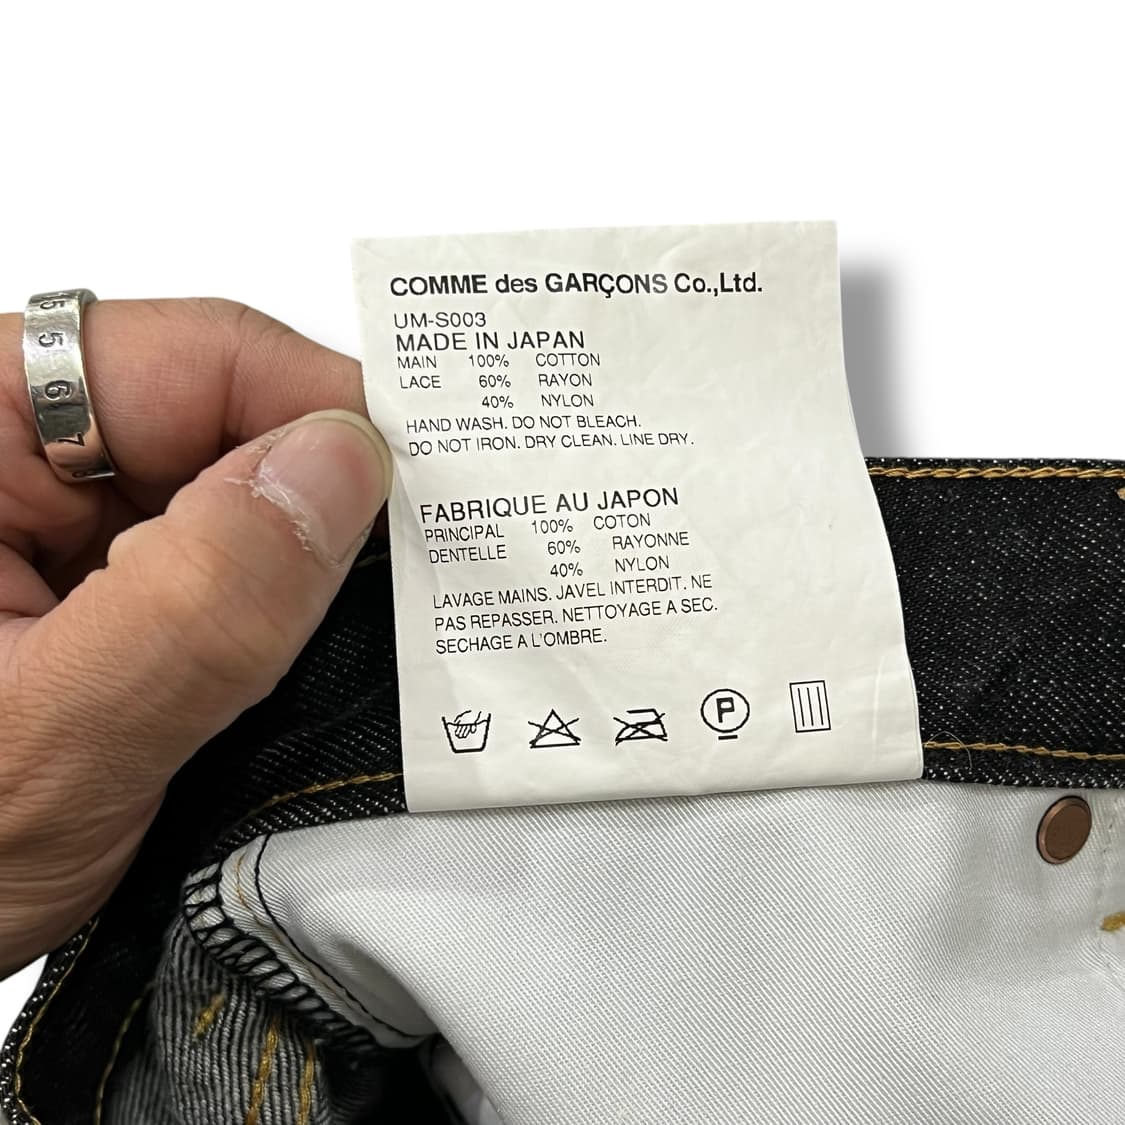 COMME des GARÇONS Co.,Ltd.
UM-S003
MADE IN JAPAN
MAIN 100% COTTON
LACE 60% RAYON
40% NYLON
HAND WASH. DO NOT BLEACH.
DO NOT IRON. DRY CLEAN. LINE DRY.
FABRIQUE AU JAPON
PRINCIPAL 100% COTON
DENTELLE 60% RAYONNE
40% NYLON
LAVAGE MAINS. JAVEL INTERDIT. NE
PAS REPASSER. NETTOYAGE A SEC.
SECHAGE A L'OMBRE.
P
5 5 6 7